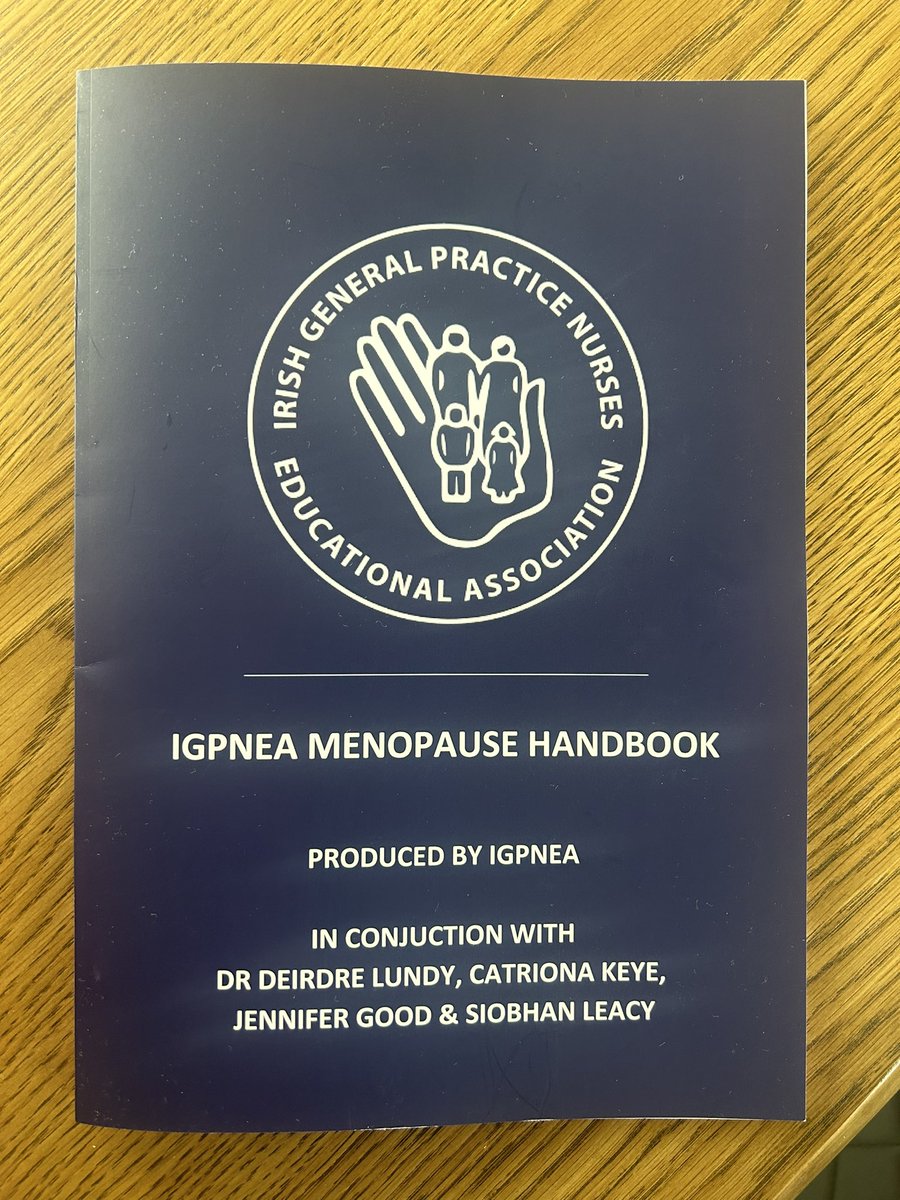 IRISH GENERAL PRACTICE NURSES
EDUCATIONAL ASSOCIATION
IGPNEA MENOPAUSE HANDBOOK
PRODUCED BY IGPNEA
IN CONJUCTION WITH
DR DEIRDRE LUNDY, CATRIONA KEYE,
JENNIFER GOOD & SIOBHAN LEACY